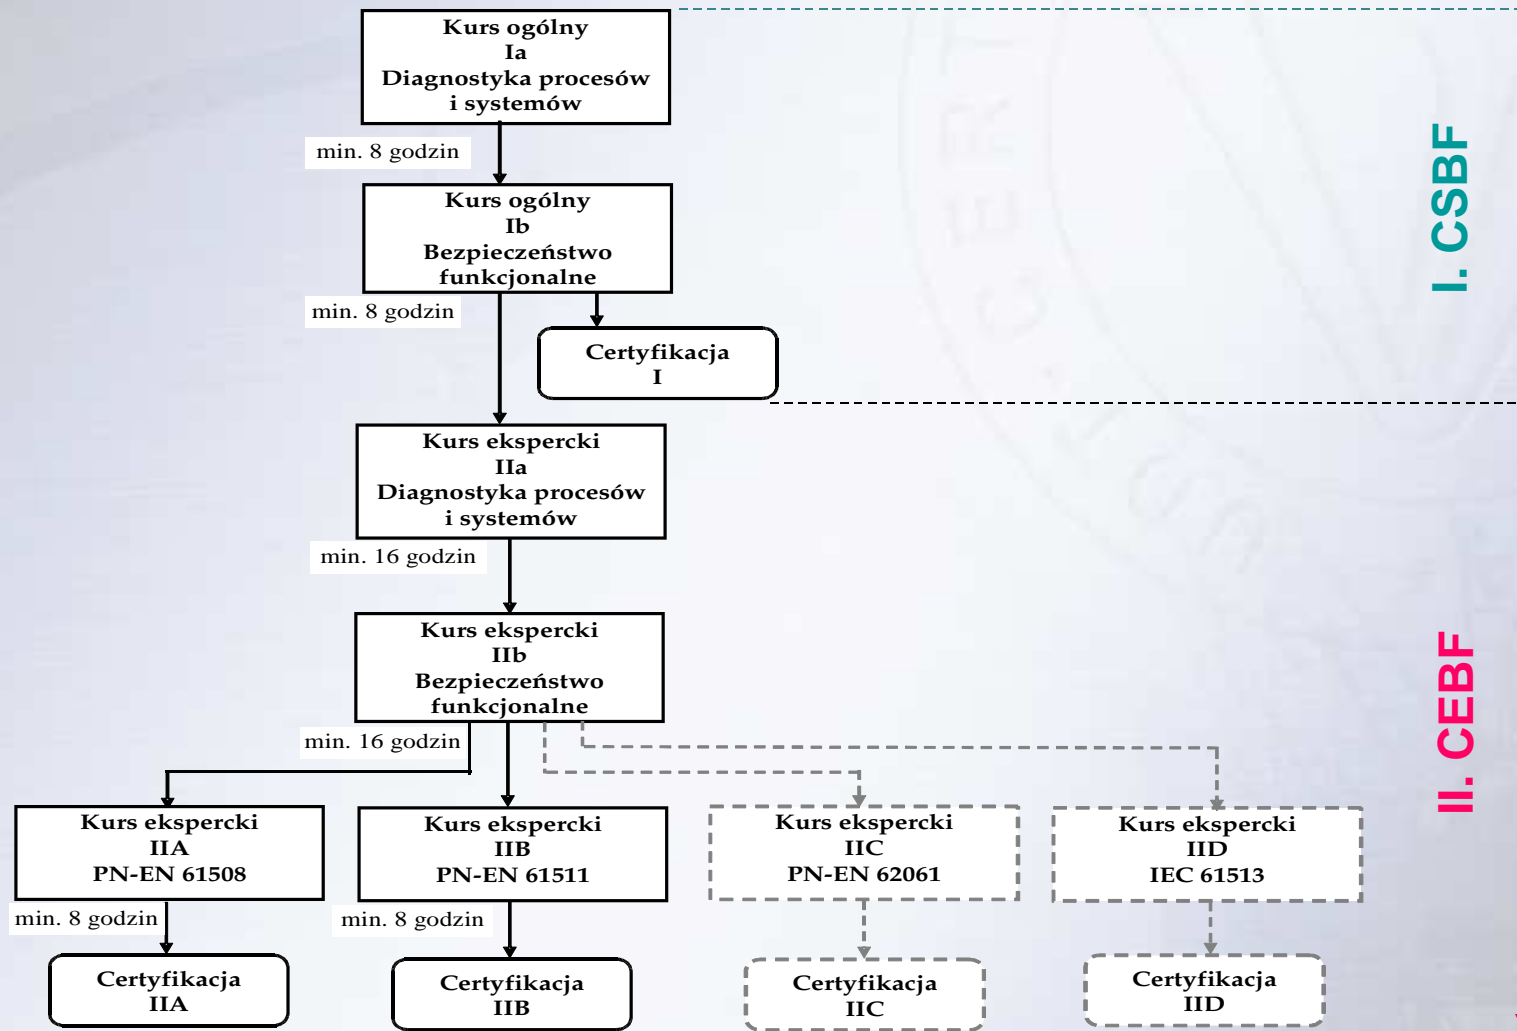 Kurs ogólny
Ia
Diagnostyka procesów
i systemów
min. 8 godzin
Kurs ogólny
Ib
Bezpieczeństwo
funkcjonalne
min. 8 godzin
Certyfikacja
I
I. CSBF
Kurs ekspercki
IIa
Diagnostyka procesów
i systemów
min. 16 godzin
Kurs ekspercki
IIb
Bezpieczeństwo
funkcjonalne
min. 16 godzin
II. CEBF
Kurs ekspercki
IIA
PN-EN 61508
min. 8 godzin
Certyfikacja
IIA
Kurs ekspercki
IIB
PN-EN 61511
min. 8 godzin
Certyfikacja
IIB
Kurs ekspercki
IIC
PN-EN 62061
Certyfikacja
IIC
Kurs ekspercki
IID
IEC 61513
Certyfikacja
IID